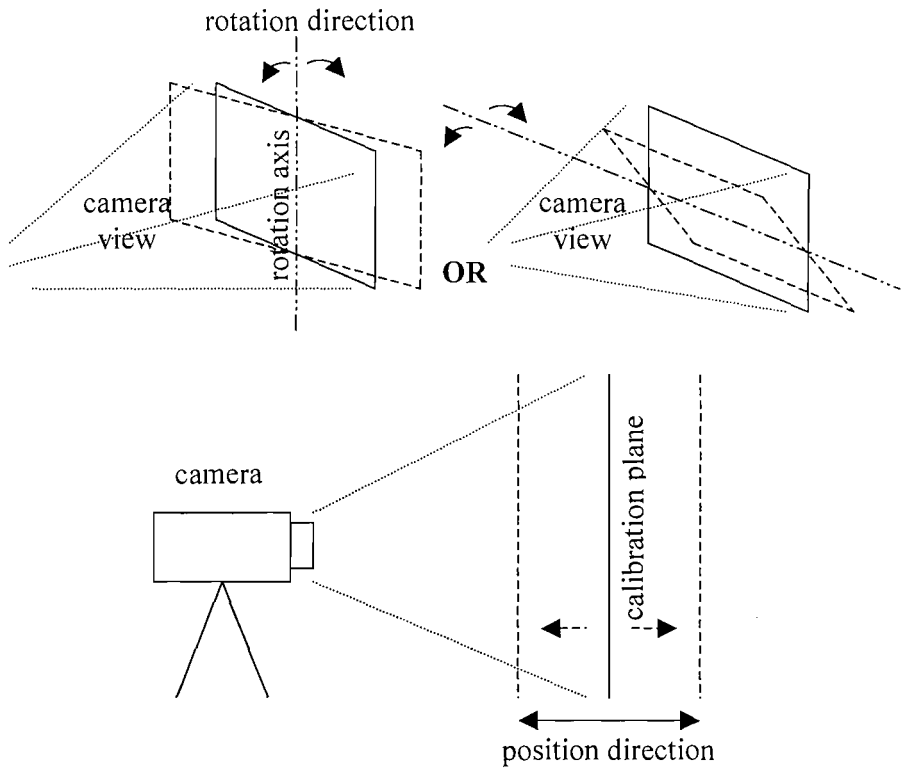 rotation direction
rotation axis
camera
view
OR
camera
view
camera
calibration plane
position direction